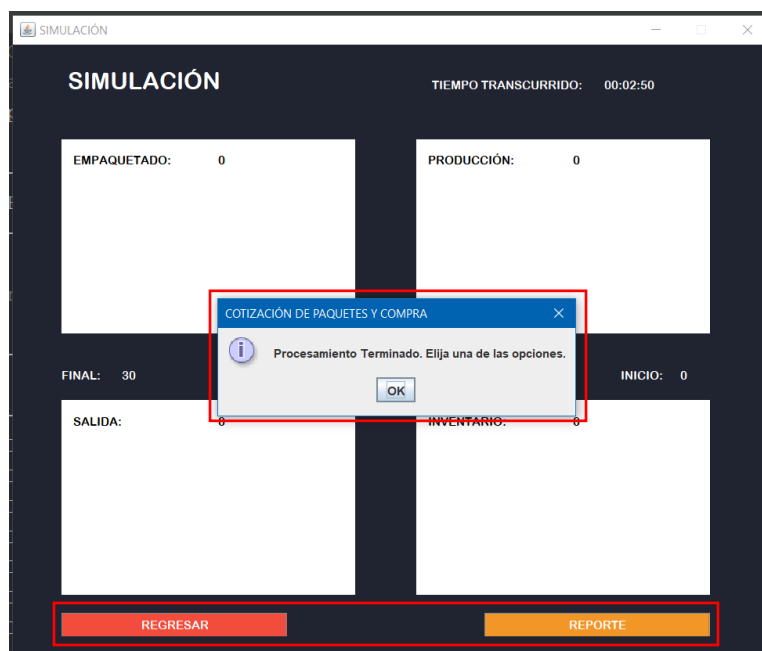 SIMULACIÓN
SIMULACIÓN
TIEMPO TRANSCURRIDO: 00:02:50
EMPAQUETADO: 0
PRODUCCIÓN: 0
COTIZACIÓN DE PAQUETES Y COMPRA
Procesamiento Terminado. Elija una de las opciones.
OK
FINAL: 30
INICIO: 0
SALIDA: 0
INVENTARIO: 0
REGRESAR
REPORTE